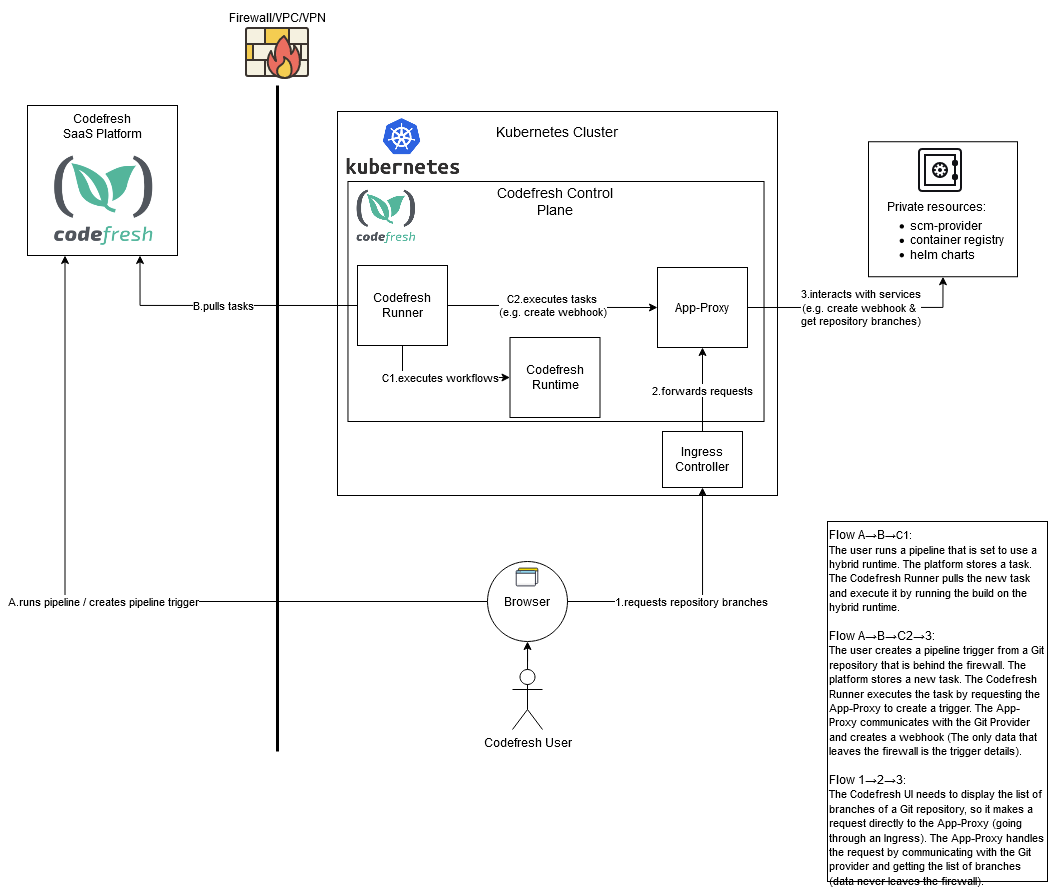 Firewall/VPC/VPN
Codefresh
SaaS Platform
codefresh
Kubernetes Cluster
kubernetes
Codefresh Control
Plane
codefresh
Private resources:
scm-provider
container registry
helm charts
B.pulls tasks
Codefresh
Runner
C2.executes tasks
(e.g. create webhook)
App-Proxy
3.interacts with services
(e.g. create webhook &
get repository branches)
C1.executes workflows
Codefresh
Runtime
2.forwards requests
Ingress
Controller
A.runs pipeline / creates pipeline trigger
Browser
1.requests repository branches
Codefresh User
Flow A→B→C1:
The user runs a pipeline that is set to use a
hybrid runtime. The platform stores a task.
The Codefresh Runner pulls the new task
and execute it by running the build on the
hybrid runtime.
Flow A→B→C2→3:
The user creates a pipeline trigger from a Git
repository that is behind the firewall. The
platform stores a new task. The Codefresh
Runner executes the task by requesting the
App-Proxy to create a trigger. The App-
Proxy communicates with the Git Provider
and creates a webhook (The only data that
leaves the firewall is the trigger details).
Flow 1→2→3:
The Codefresh UI needs to display the list of
branches of a Git repository, so it makes a
request directly to the App-Proxy (going
through an Ingress). The App-Proxy handles
the request by communicating with the Git
provider and getting the list of branches
(data never leaves the firewall).